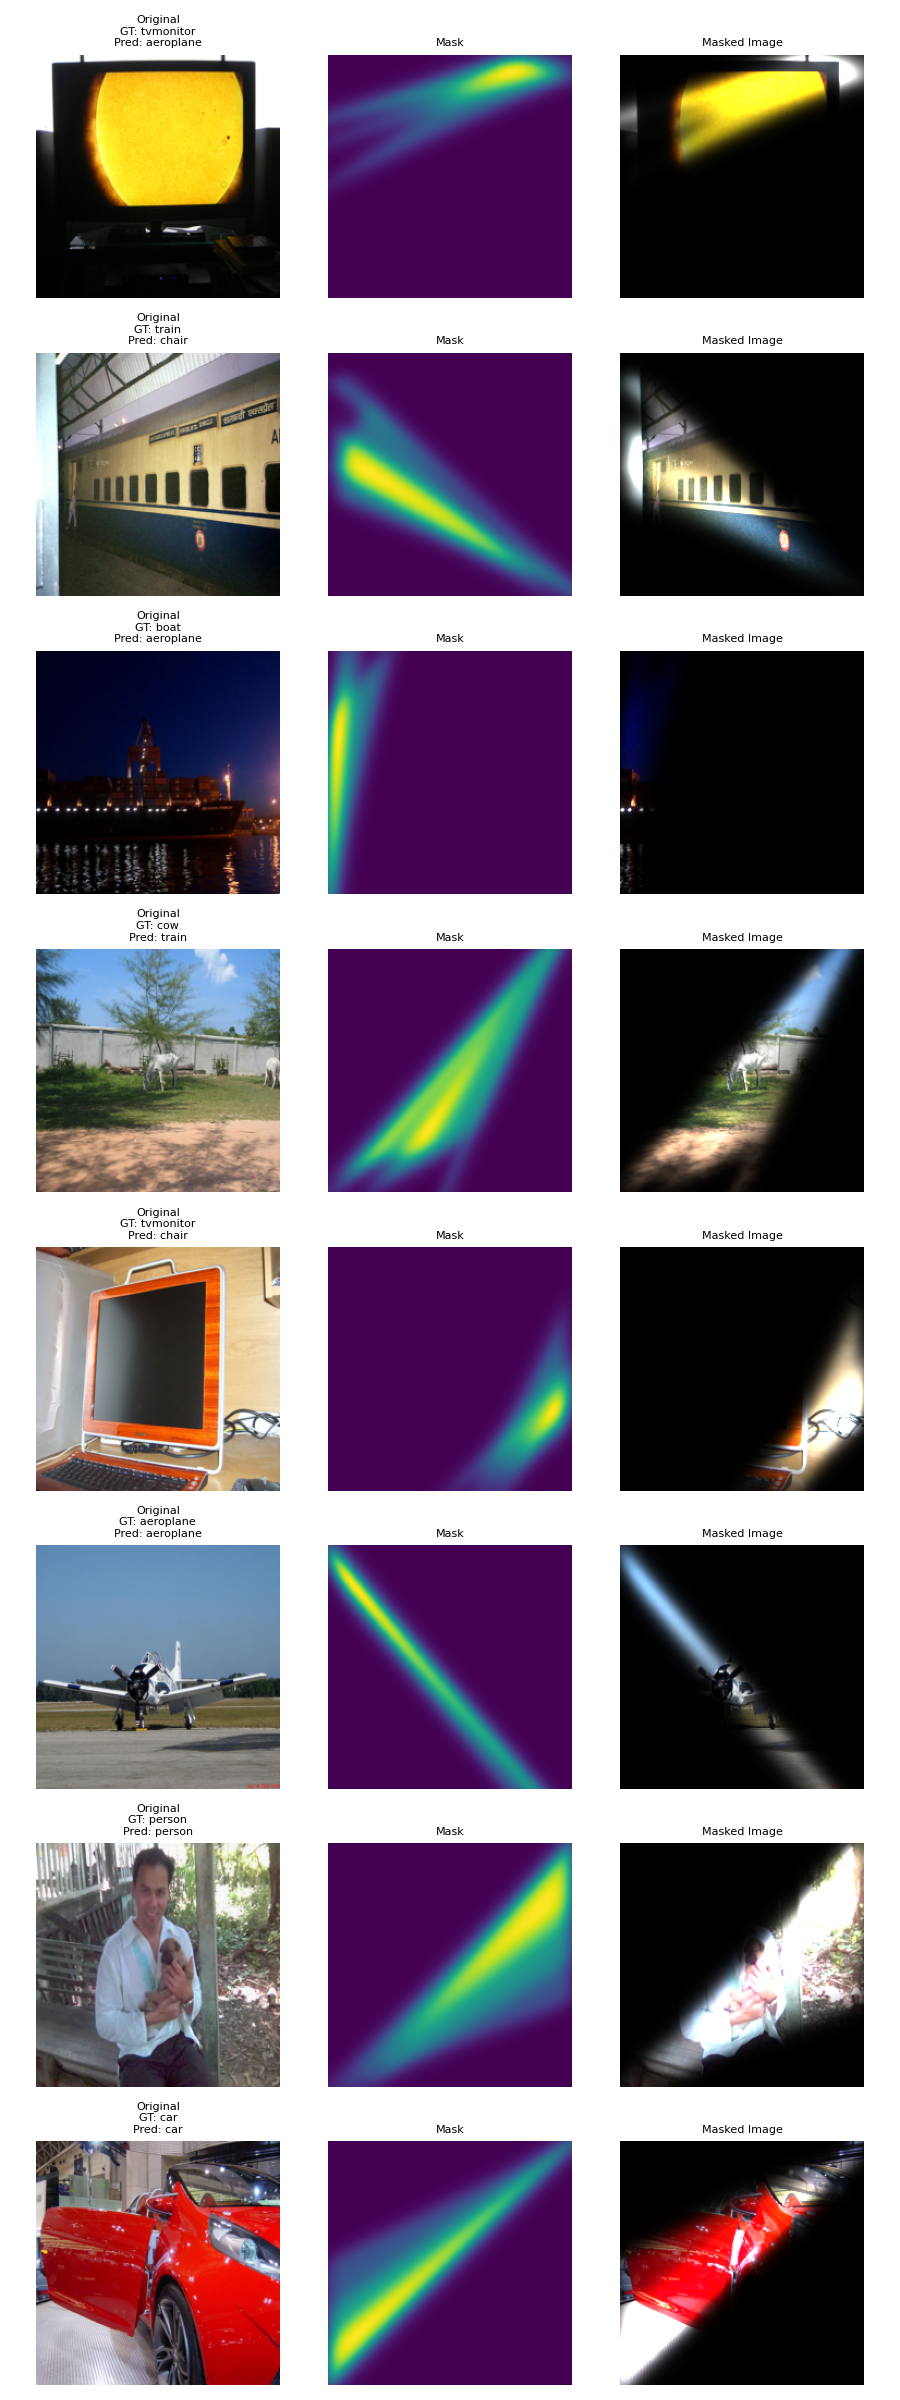 Original
GT: tvmonitor
Pred: aeroplane
Mask
Masked Image
Original
GT: train
Pred: chair
Mask
Masked Image
Original
GT: boat
Pred: aeroplane
Mask
Masked Image
Original
GT: cow
Pred: train
Mask
Masked Image
Original
GT: tvmonitor
Pred: chair
Mask
Masked Image
Original
GT: aeroplane
Pred: aeroplane
Mask
Masked Image
Original
GT: person
Pred: person
Mask
Masked Image
Original
GT: car
Pred: car
Mask
Masked Image